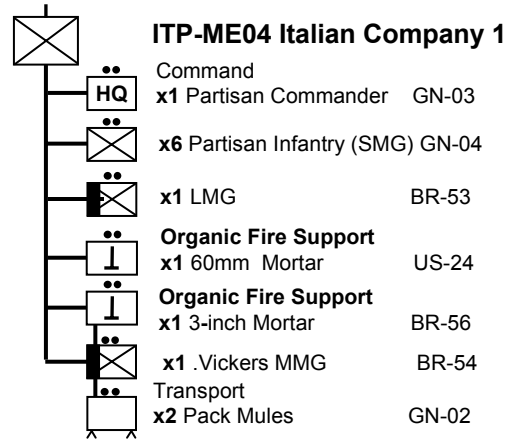 ITP-ME04 Italian Company 1
Command
HQ x1 Partisan Commander GN-03
x6 Partisan Infantry (SMG) GN-04
x1 LMG BR-53
Organic Fire Support
x1 60mm Mortar US-24
Organic Fire Support
x1 3-inch Mortar BR-56
x1 .Vickers MMG BR-54
Transport
x2 Pack Mules GN-02